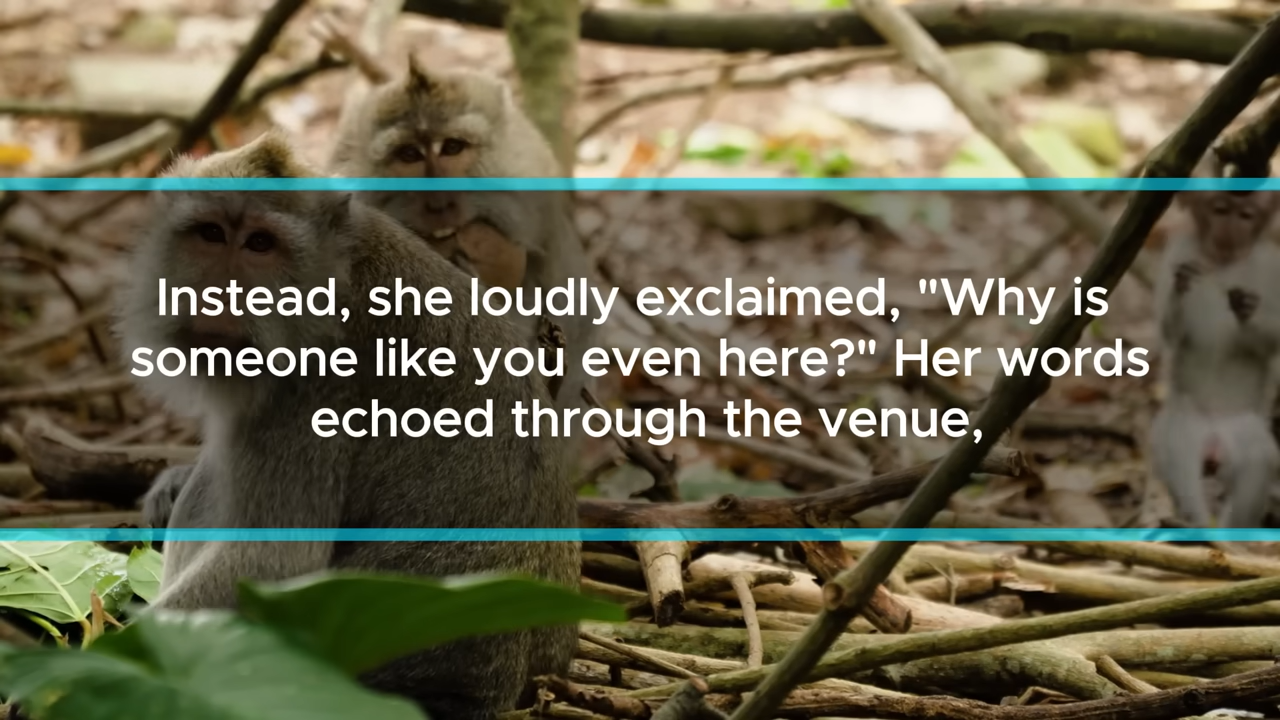 Instead, she loudly exclaimed, "Why is
someone like you even here?" Her words
echoed through the venue,